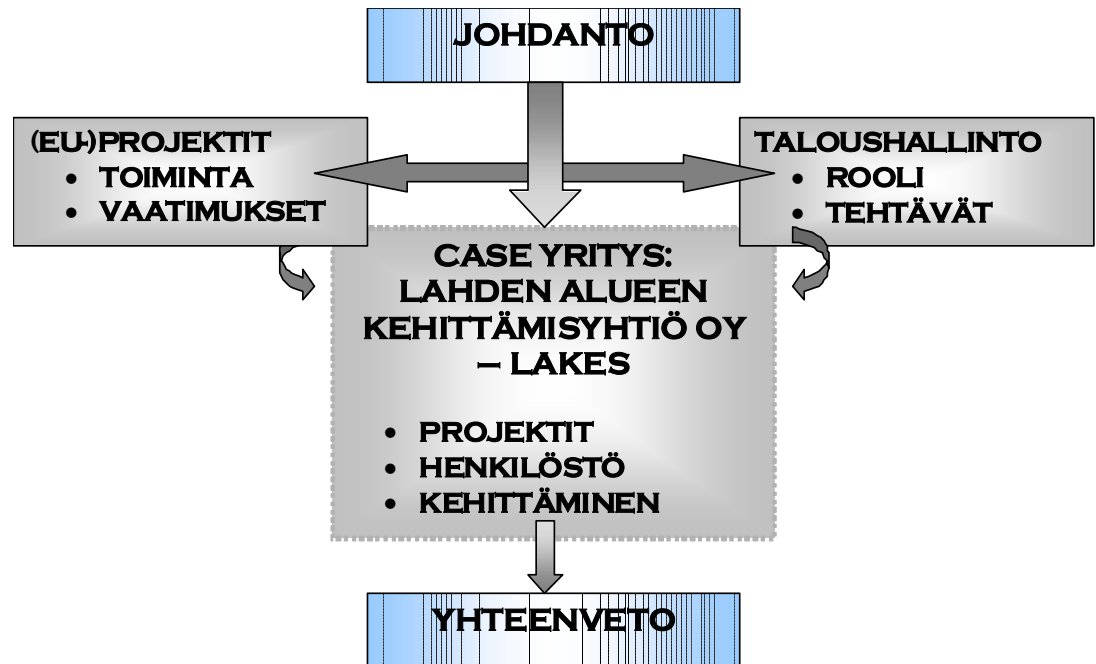 JOHDANTO
(EU-)PROJEKTIT
• TOIMINTA
• VAATIMUKSET
TALOUSHALLINTO
• ROOLI
• TEHTÄVÄT
CASE YRITYS:
LAHDEN ALUEEN
KEHITTÄMISYHTIÖ OY
– LAKES
• PROJEKTIT
• HENKILÖSTÖ
• KEHITTÄMINEN
YHTEENVETO